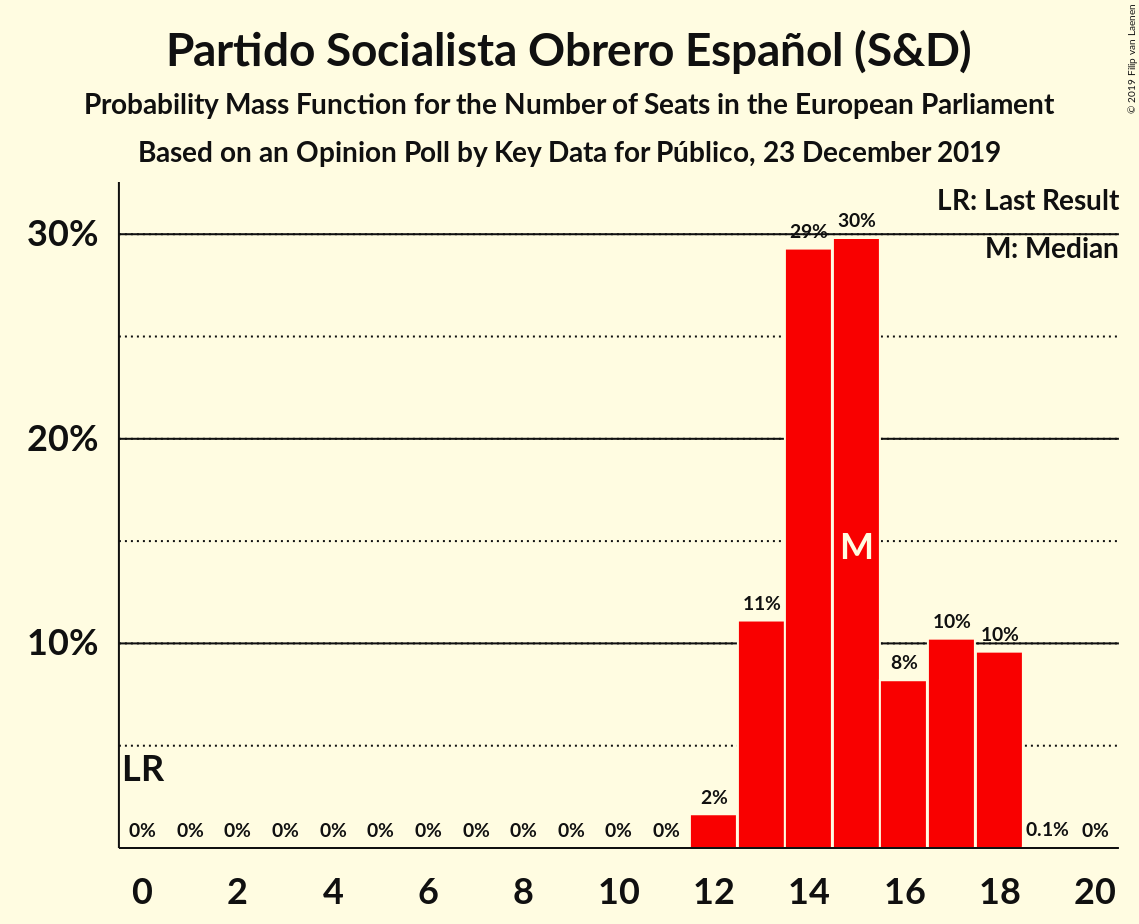 Partido Socialista Obrero Español (S&D)
Probability Mass Function for the Number of Seats in the European Parliament
Based on an Opinion Poll by Key Data for Público, 23 December 2019
© 2019 Filip van Laenen
LR: Last Result
M: Median
30%
20%
10%
29%
30%
M
11%
10%
10%
8%
LR
2%
0% 0% 0% 0% 0% 0% 0% 0% 0% 0% 0% 0% 0.1% 0%
0 2 4 6 8 10 12 14 16 18 20